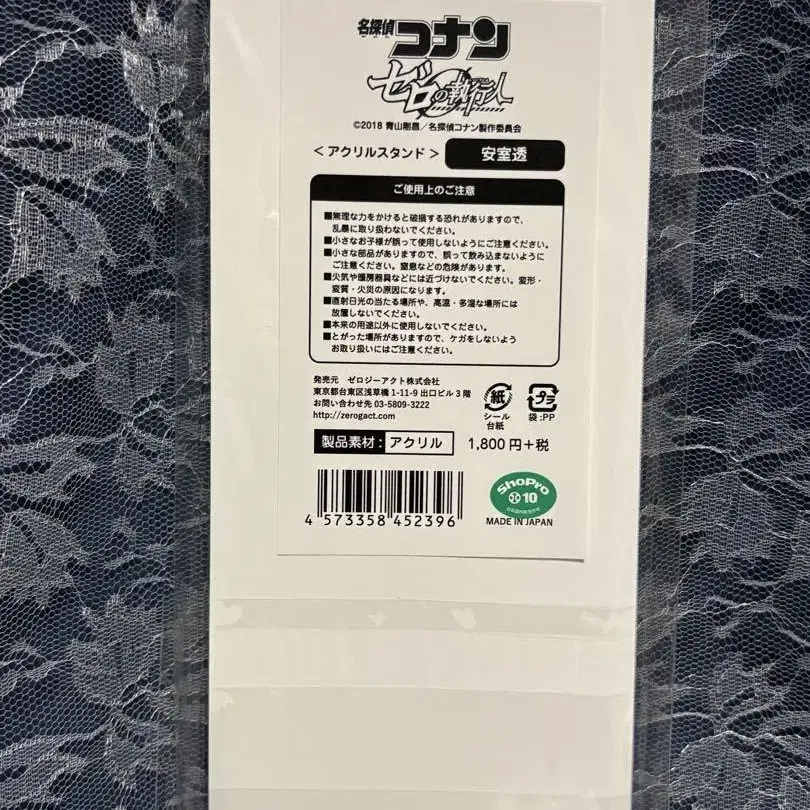 名探偵
コナン
ゼロの執行人
©2018 青山剛昌／名探偵コナン製作委員会
＜アクリルスタンド＞ 安室透
ご使用上のご注意
■無理な力をかけると破損する恐れがありますので、
乱暴に取り扱わないでください。
■小さなお子様が誤って使用しないようにご注意ください。
■小さな部品がありますので、誤って飲み込まないように
ご注意ください。窒息などの危険があります。
■火気や暖房器具などには近づけないでください。変形・
変質・火災の原因になります。
■直射日光の当たる場所や、高温・多湿な場所には
放置しないでください。
■本来の用途以外に使用しないでください。
■とがった場所がありますので、ケガをしないよう
お取り扱いにはご注意ください。
発売元 ゼロジーアクト株式会社
東京都台東区浅草橋 1-11-9 出口ビル 3 階
お問い合わせ先 03-5809-3222
http://zerogact.com/
紙
シール
台紙
プラ
袋:PP
製品素材：アクリル 1,800 円＋税
4 573358 452396
ShoPro
10
MADE IN JAPAN